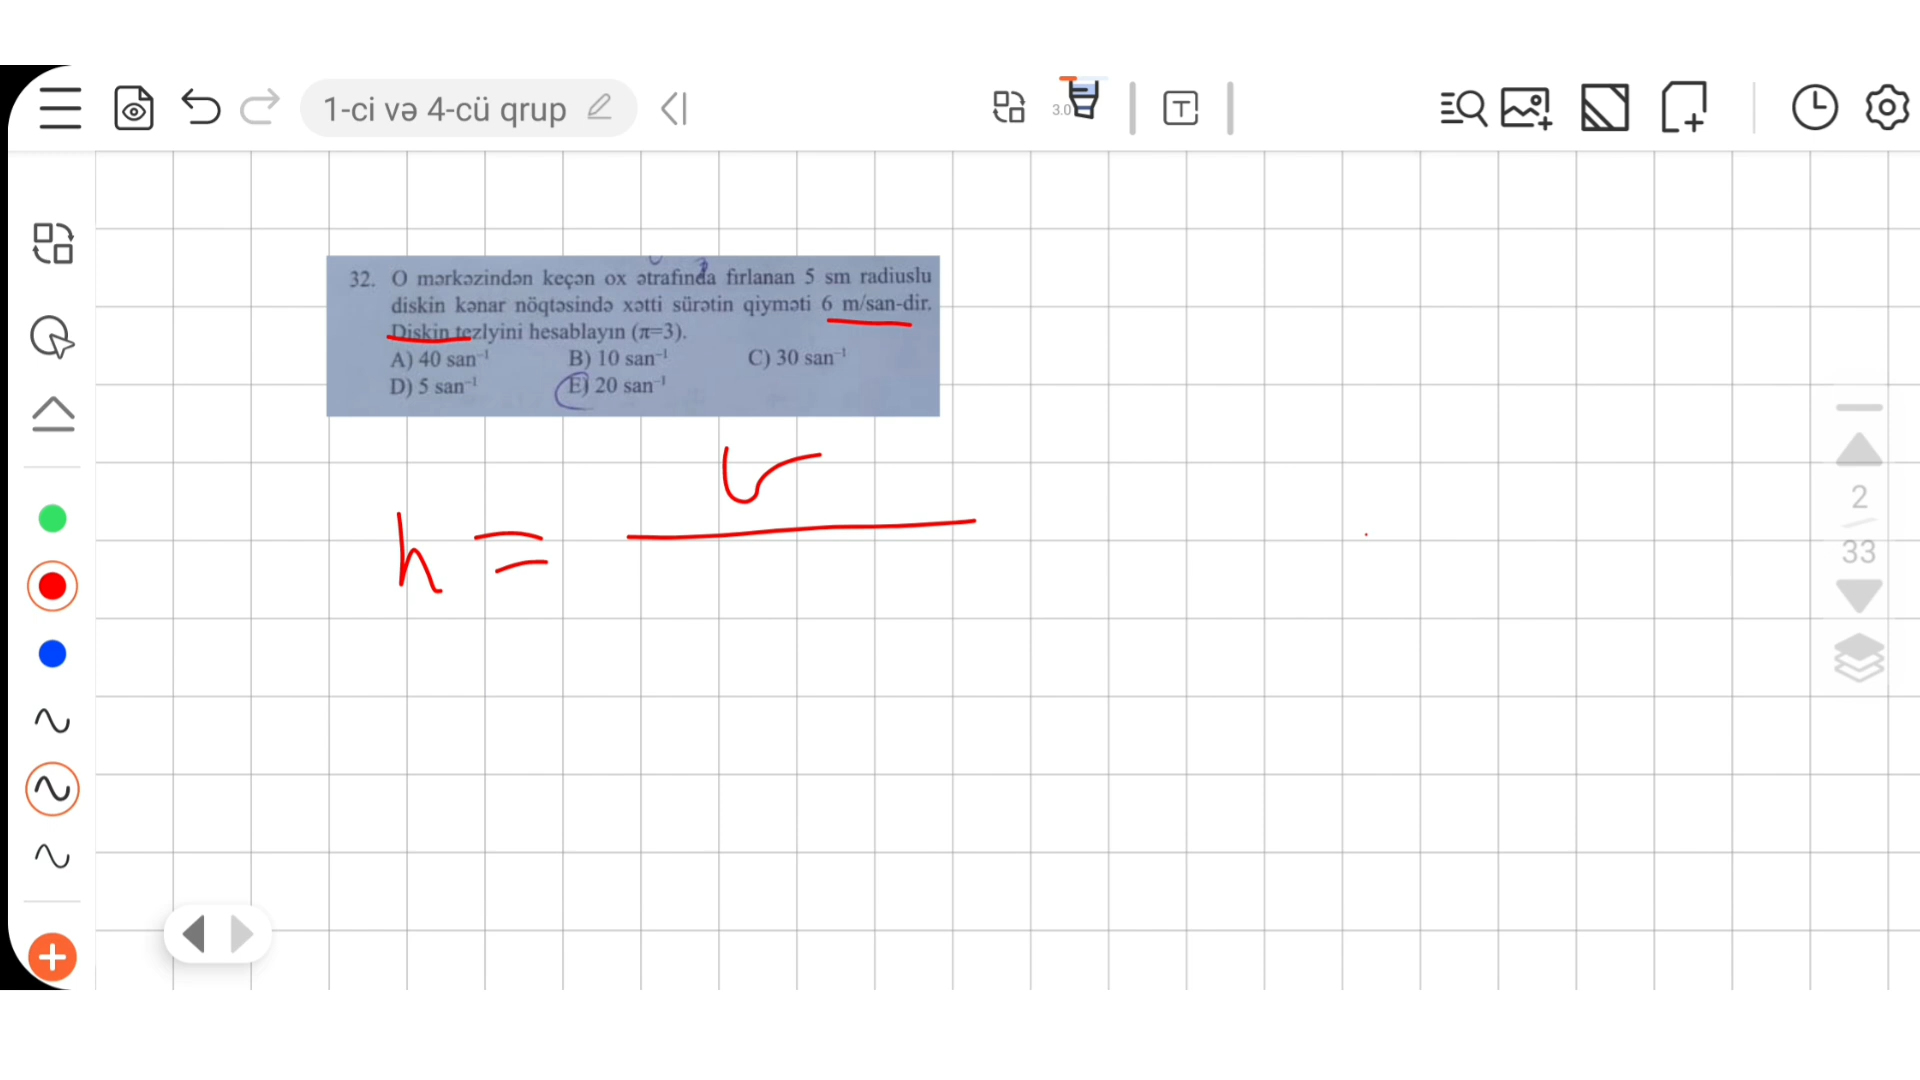 1-ci və 4-cü qrup
3.0
T
32. O mərkəzindən keçən ox ətrafında fırlanan 5 sm radiuslu
diskin kənar nöqtəsində xətti sürətin qiyməti 6 m/san-dir.
Diskin tezlyini hesablayın (π=3).
A) 40 san⁻¹ B) 10 san⁻¹ C) 30 san⁻¹
D) 5 san⁻¹ E) 20 san⁻¹
2
33
h =